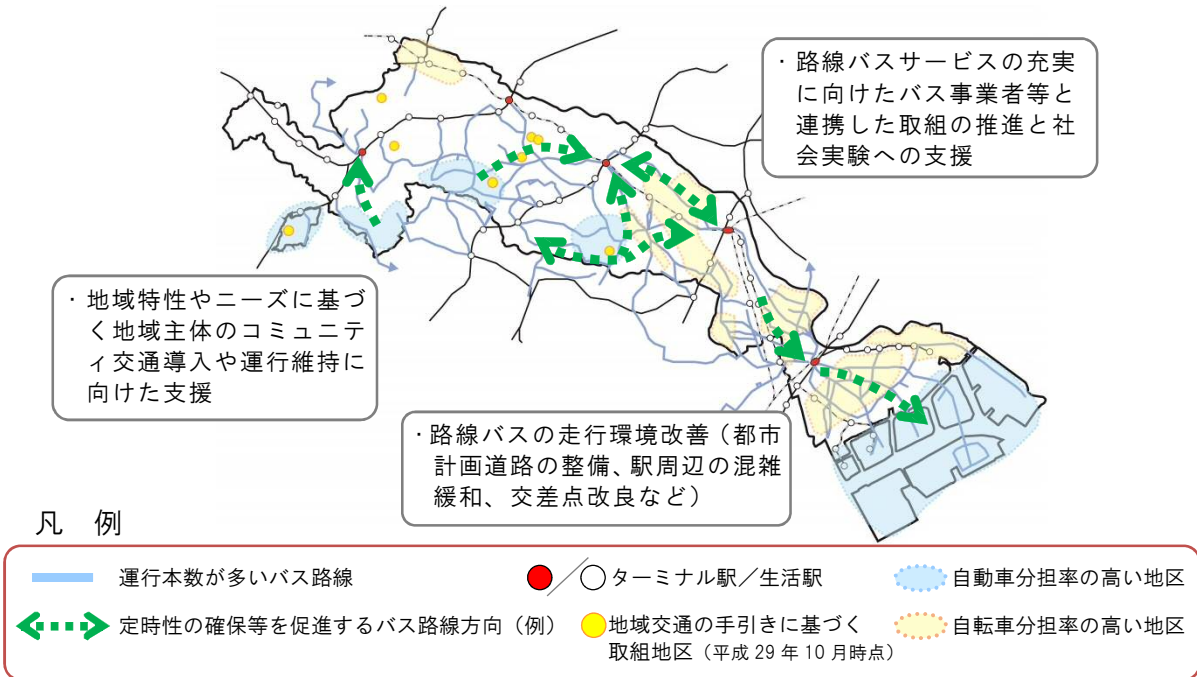 ・路線バスサービスの充実
に向けたバス事業者等と
連携した取組の推進と社
会実験への支援
・地域特性やニーズに基づ
く地域主体のコミュニテ
ィ交通導入や運行維持に
向けた支援
・路線バスの走行環境改善（都市
計画道路の整備、駅周辺の混雑
緩和、交差点改良など）
凡 例
運行本数が多いバス路線
ターミナル駅／生活駅
自動車分担率の高い地区
定時性の確保等を促進するバス路線方向（例）
地域交通の手引きに基づく
取組地区（平成 29 年 10 月時点）
自転車分担率の高い地区